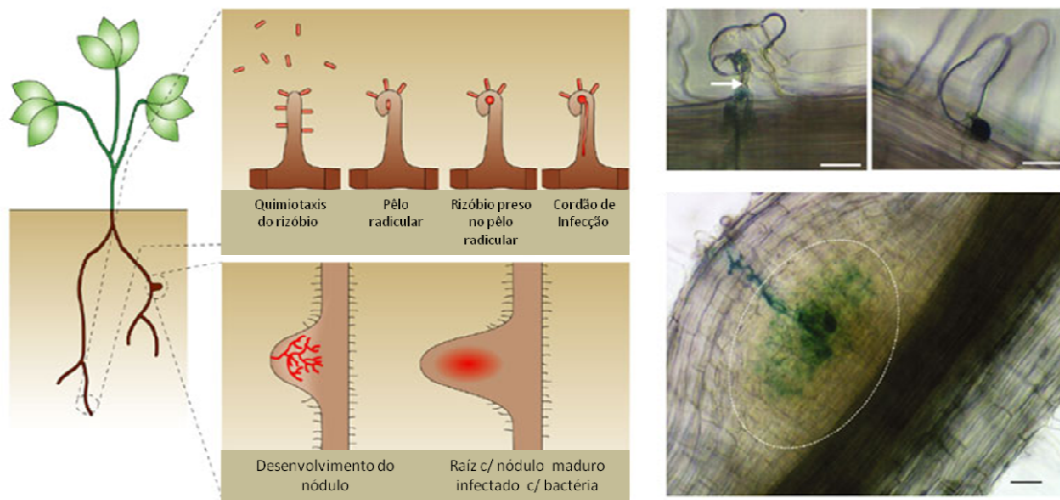 Quimiotaxis
do rizóbio
Pêlo
radicular
Rizóbio preso
no pêlo
radicular
Cordão de
Infecção
Desenvolvimento do
nódulo
Raíz c/ nódulo maduro
infectado c/ bactéria